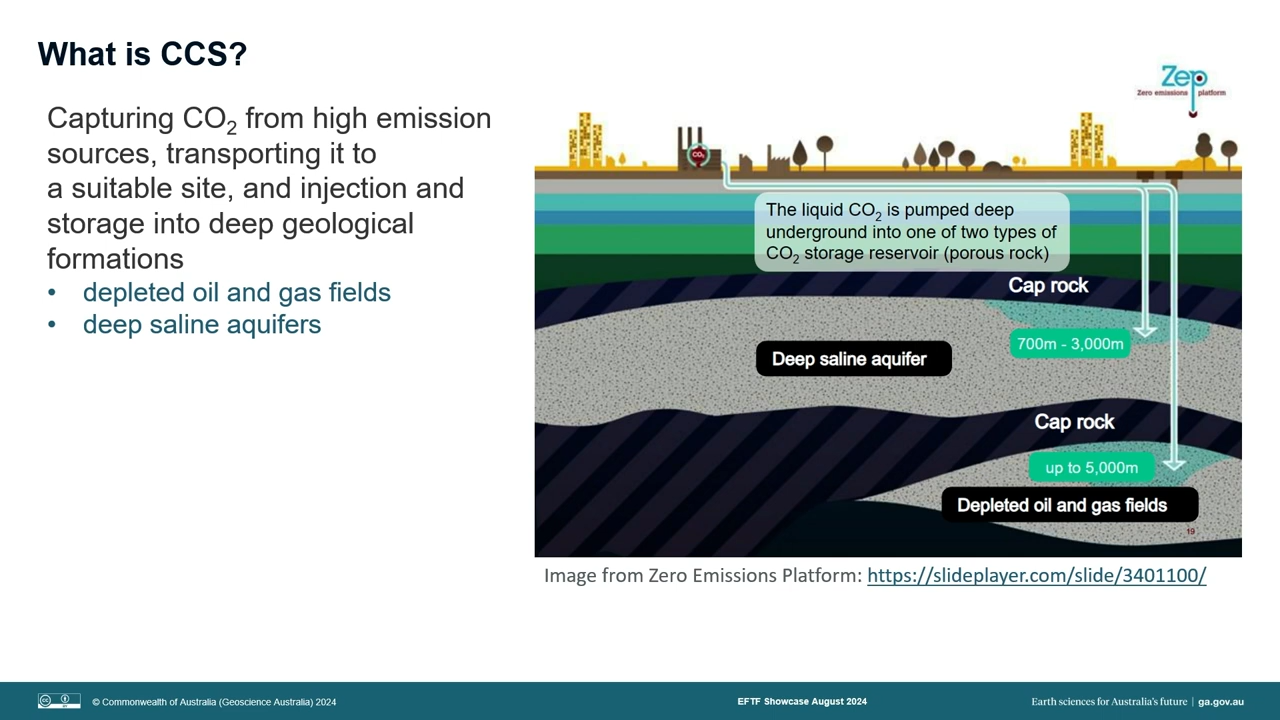 What is CCS?
Capturing CO₂ from high emission
sources, transporting it to
a suitable site, and injection and
storage into deep geological
formations
• depleted oil and gas fields
• deep saline aquifers
Zep
Zero emissions platform
CO₂
The liquid CO₂ is pumped deep
underground into one of two types of
CO₂ storage reservoir (porous rock)
Cap rock
700m - 3,000m
Deep saline aquifer
Cap rock
up to 5,000m
Depleted oil and gas fields
19
Image from Zero Emissions Platform: https://slideplayer.com/slide/3401100/
cc BY
© Commonwealth of Australia (Geoscience Australia) 2024
EFTF Showcase August 2024
Earth sciences for Australia's future | ga.gov.au